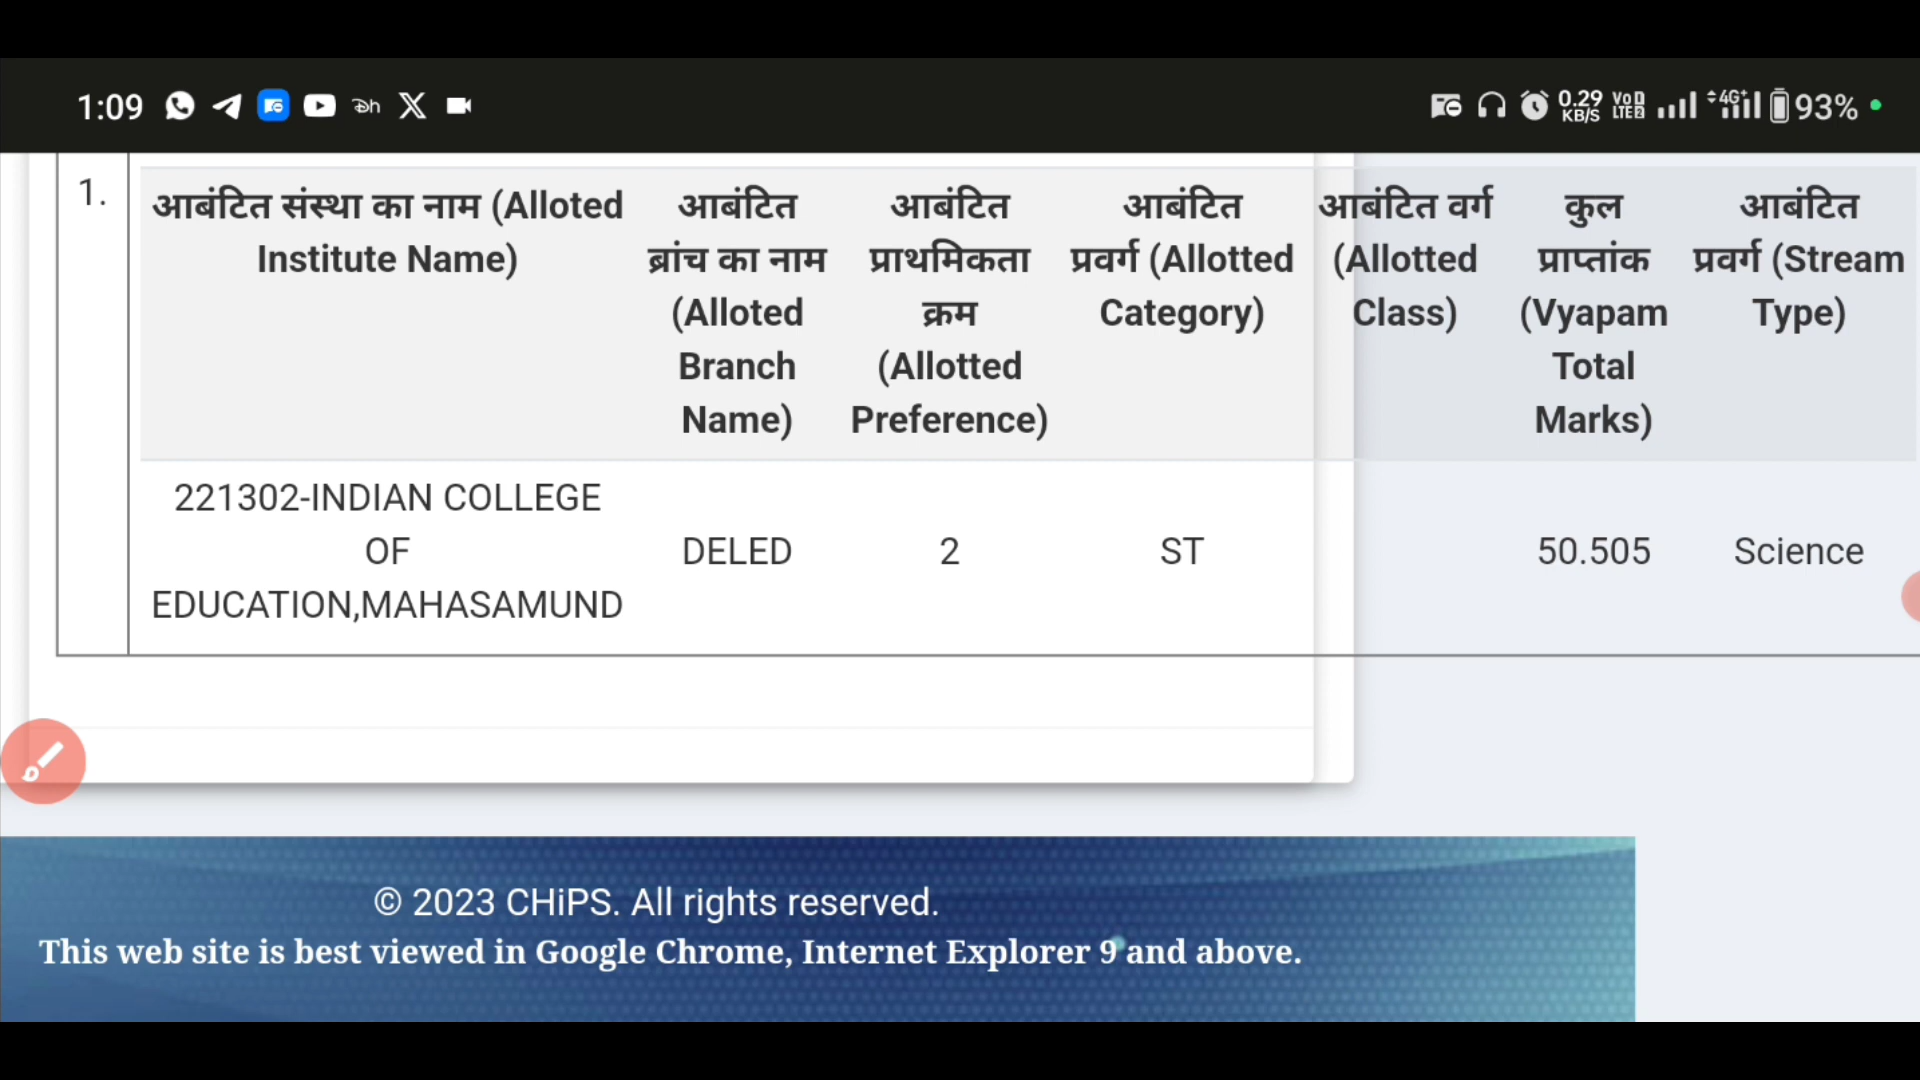 1:09
0.29 KB/S VoD LTE2 4G+ 93%
1.
आबंटित संस्था का नाम (Alloted
Institute Name)
आबंटित
ब्रांच का नाम
(Alloted
Branch
Name)
आबंटित
प्राथमिकता
क्रम
(Allotted
Preference)
आबंटित
प्रवर्ग (Allotted
Category)
आबंटित वर्ग
(Allotted
Class)
कुल
प्राप्तांक
(Vyapam
Total
Marks)
आबंटित
प्रवर्ग (Stream
Type)
221302-INDIAN COLLEGE
OF
EDUCATION,MAHASAMUND
DELED
2
ST
50.505
Science
© 2023 CHiPS. All rights reserved.
This web site is best viewed in Google Chrome, Internet Explorer 9 and above.